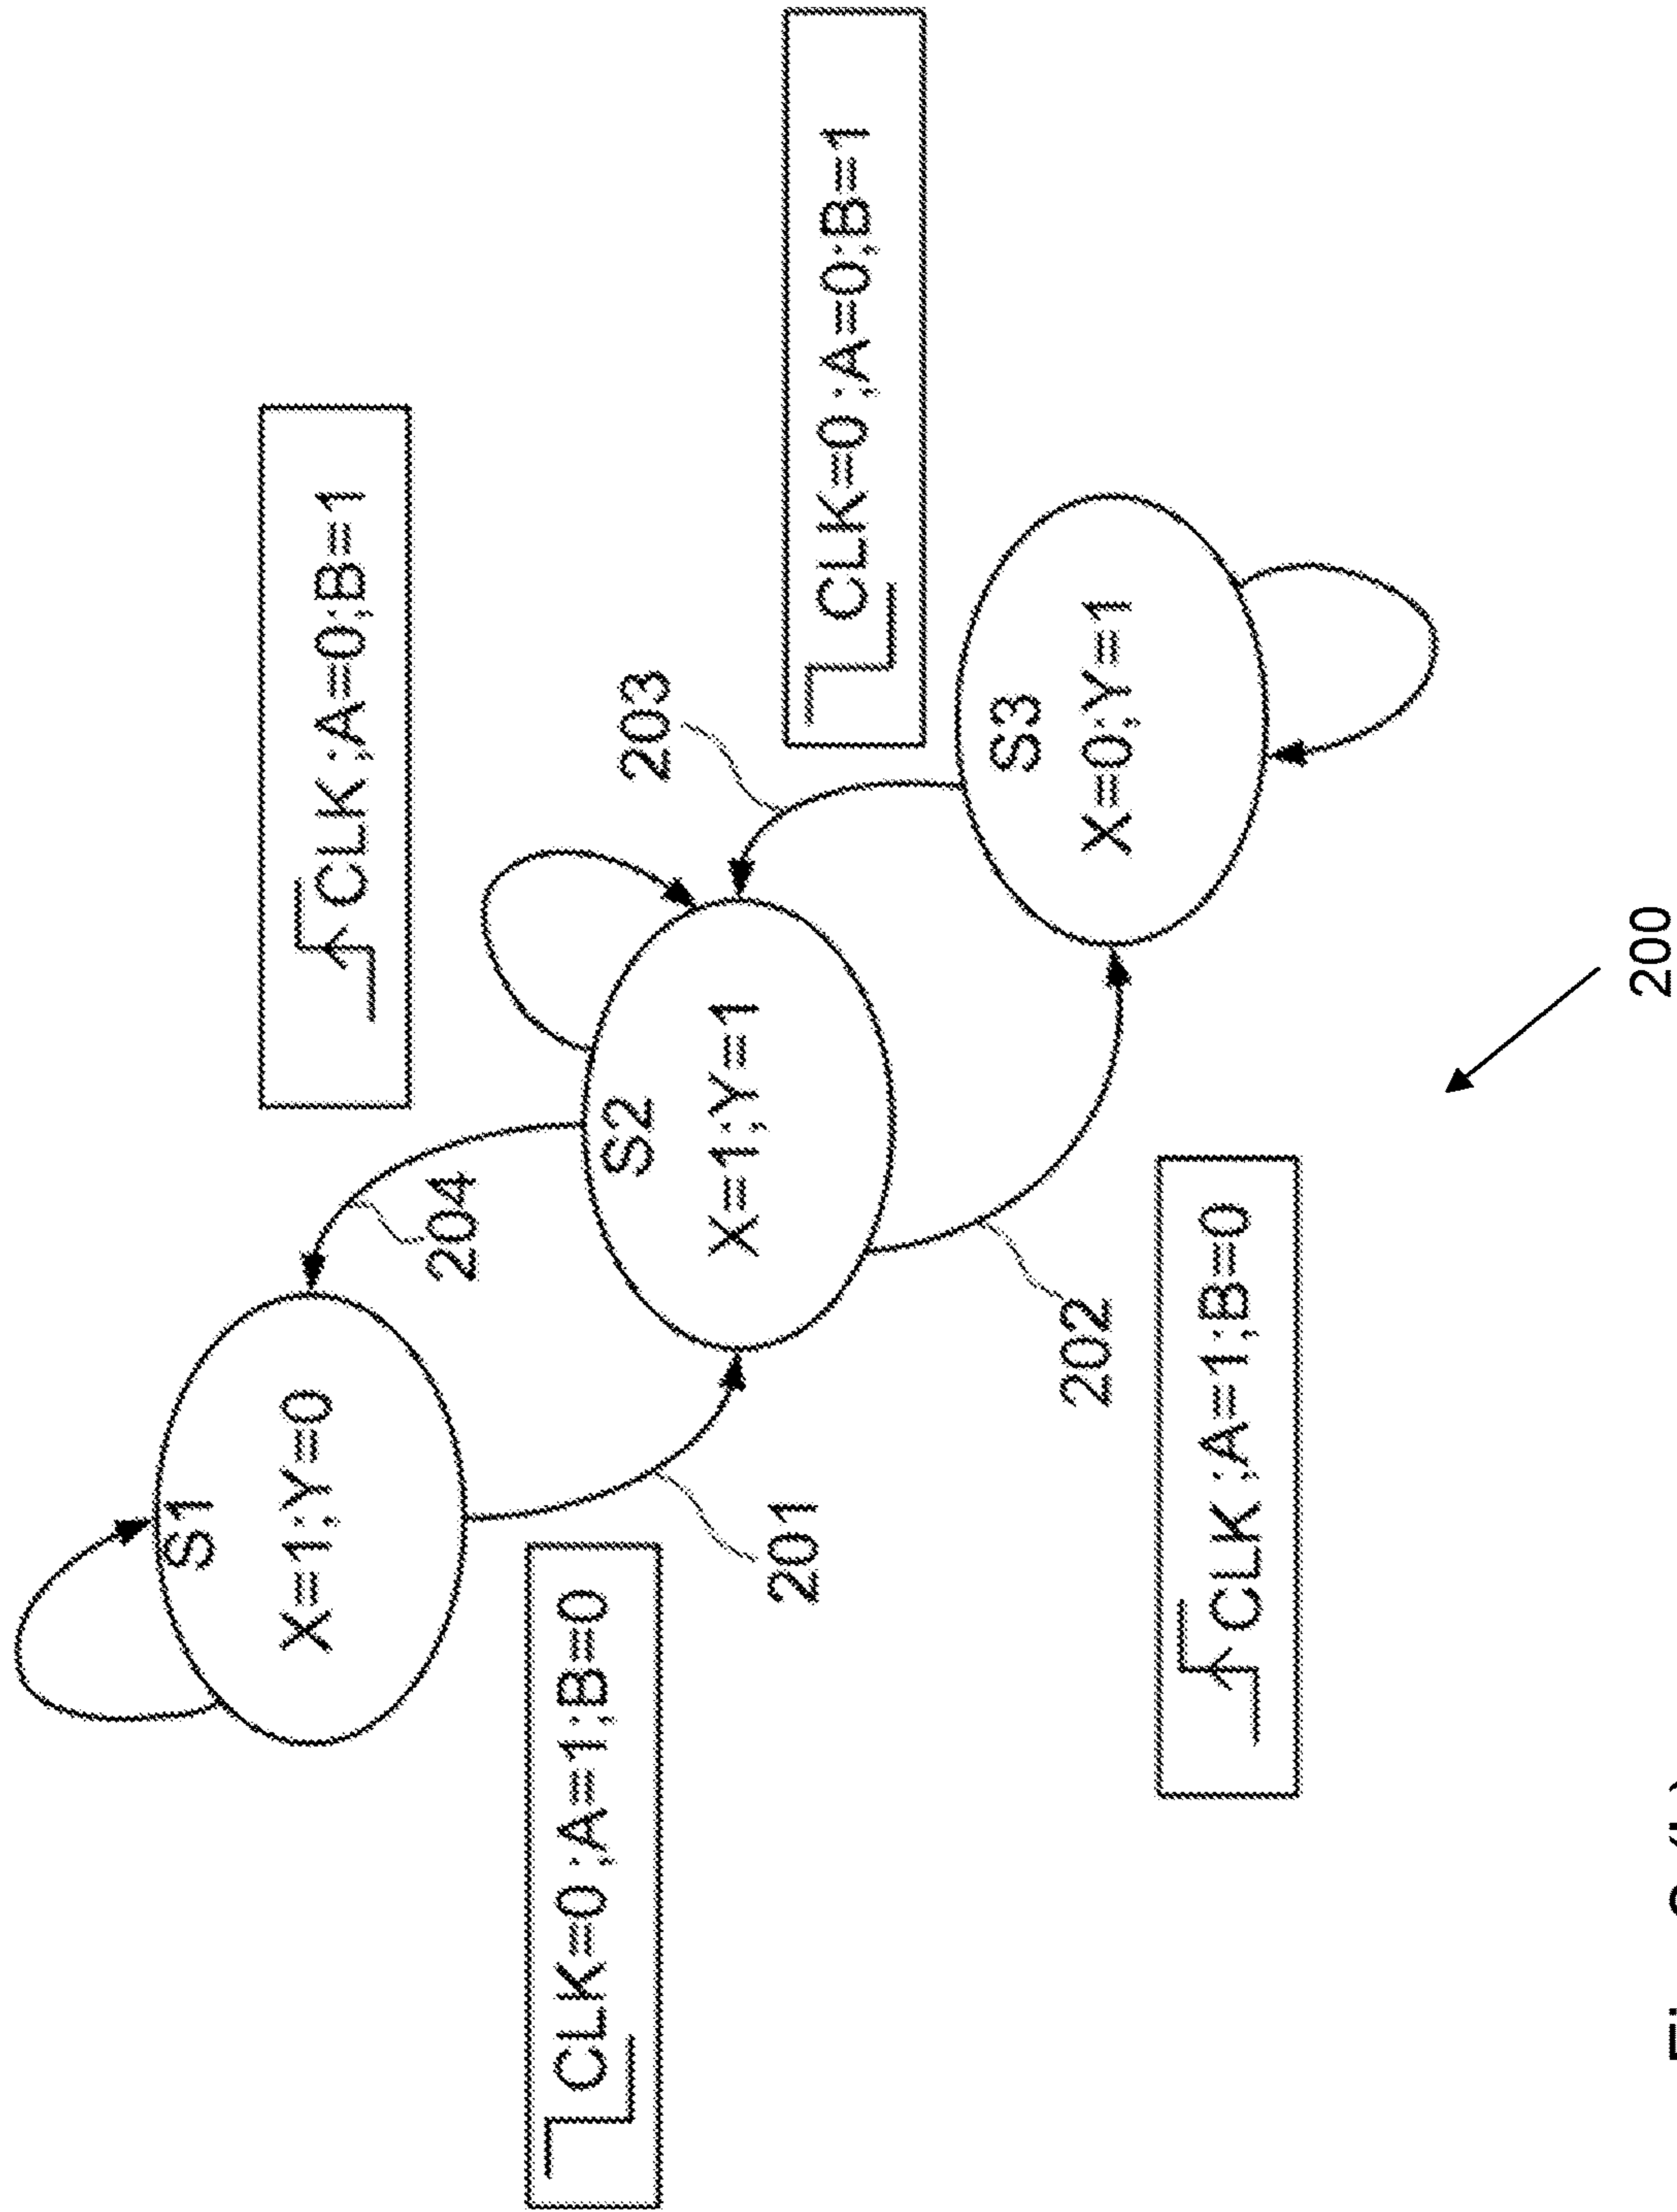 S1
X=1;Y=0
CLK ;A=0;B=1
204
CLK=0 ;A=1;B=0
201
S2
X=1;Y=1
203
CLK=0 ;A=0;B=1
202
S3
X=0;Y=1
CLK ;A=1;B=0
200